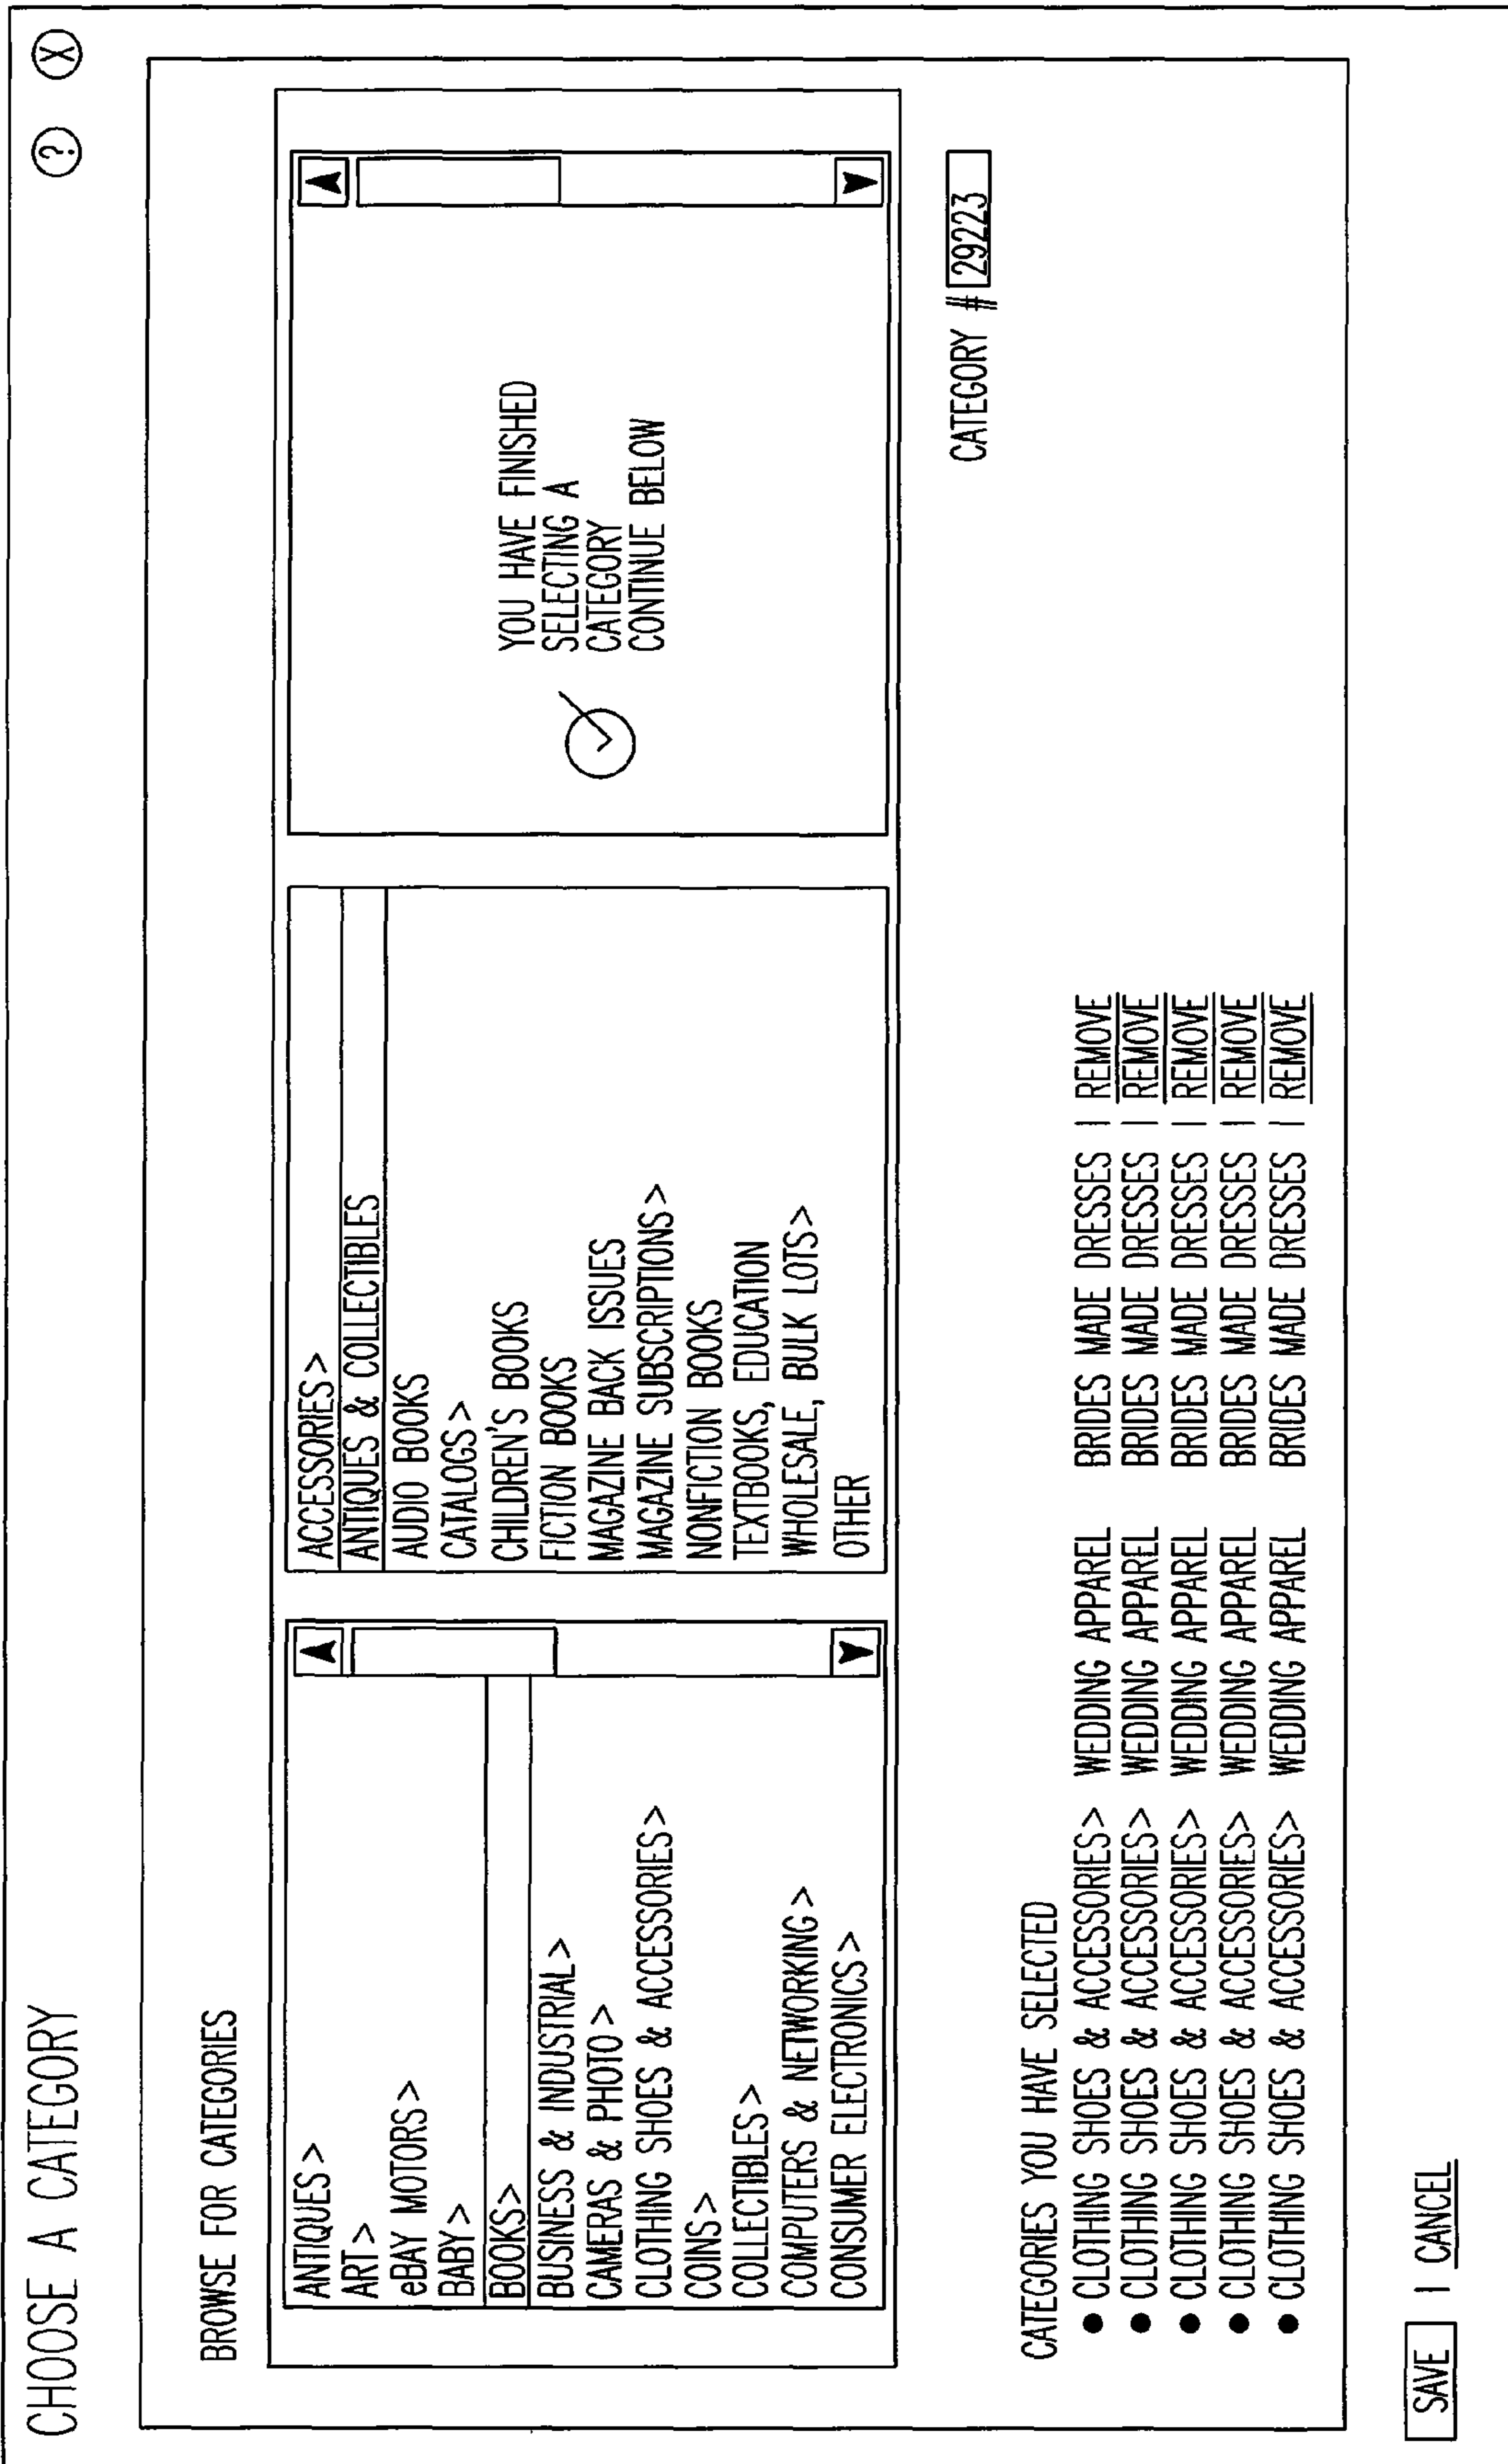 CHOOSE A CATEGORY
? X
BROWSE FOR CATEGORIES
ANTIQUES>
ART>
eBAY MOTORS>
BABY>
BOOKS>
BUSINESS & INDUSTRIAL>
CAMERAS & PHOTO>
CLOTHING SHOES & ACCESSORIES>
COINS>
COLLECTIBLES>
COMPUTERS & NETWORKING>
CONSUMER ELECTRONICS>
ACCESSORIES>
ANTIQUES & COLLECTIBLES
AUDIO BOOKS
CATALOGS>
CHILDREN'S BOOKS
FICTION BOOKS
MAGAZINE BACK ISSUES
MAGAZINE SUBSCRIPTIONS>
NONFICTION BOOKS
TEXTBOOKS, EDUCATION
WHOLESALE, BULK LOTS>
OTHER
YOU HAVE FINISHED
SELECTING A
CATEGORY
CONTINUE BELOW
CATEGORY # 29223
CATEGORIES YOU HAVE SELECTED
• CLOTHING SHOES & ACCESSORIES> WEDDING APPAREL BRIDES MADE DRESSES | REMOVE
• CLOTHING SHOES & ACCESSORIES> WEDDING APPAREL BRIDES MADE DRESSES | REMOVE
• CLOTHING SHOES & ACCESSORIES> WEDDING APPAREL BRIDES MADE DRESSES | REMOVE
• CLOTHING SHOES & ACCESSORIES> WEDDING APPAREL BRIDES MADE DRESSES | REMOVE
• CLOTHING SHOES & ACCESSORIES> WEDDING APPAREL BRIDES MADE DRESSES | REMOVE
SAVE | CANCEL